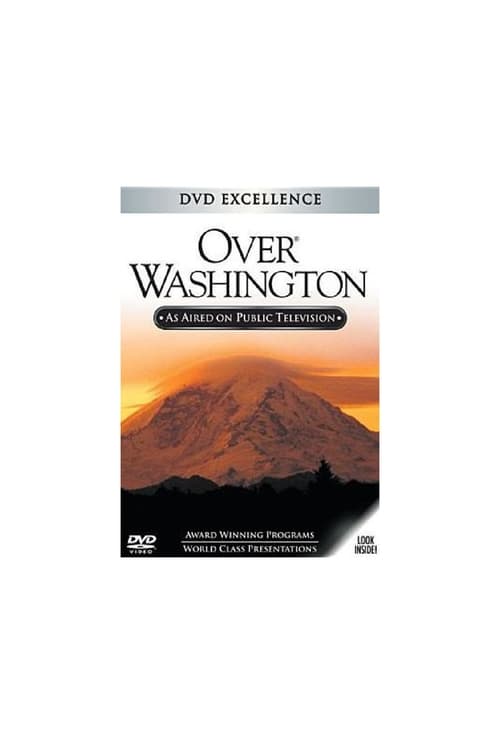 DVD EXCELLENCE
OVER®
WASHINGTON
• AS AIRED ON PUBLIC TELEVISION •
DVD
VIDEO
AWARD WINNING PROGRAMS
WORLD CLASS PRESENTATIONS
LOOK
INSIDE!